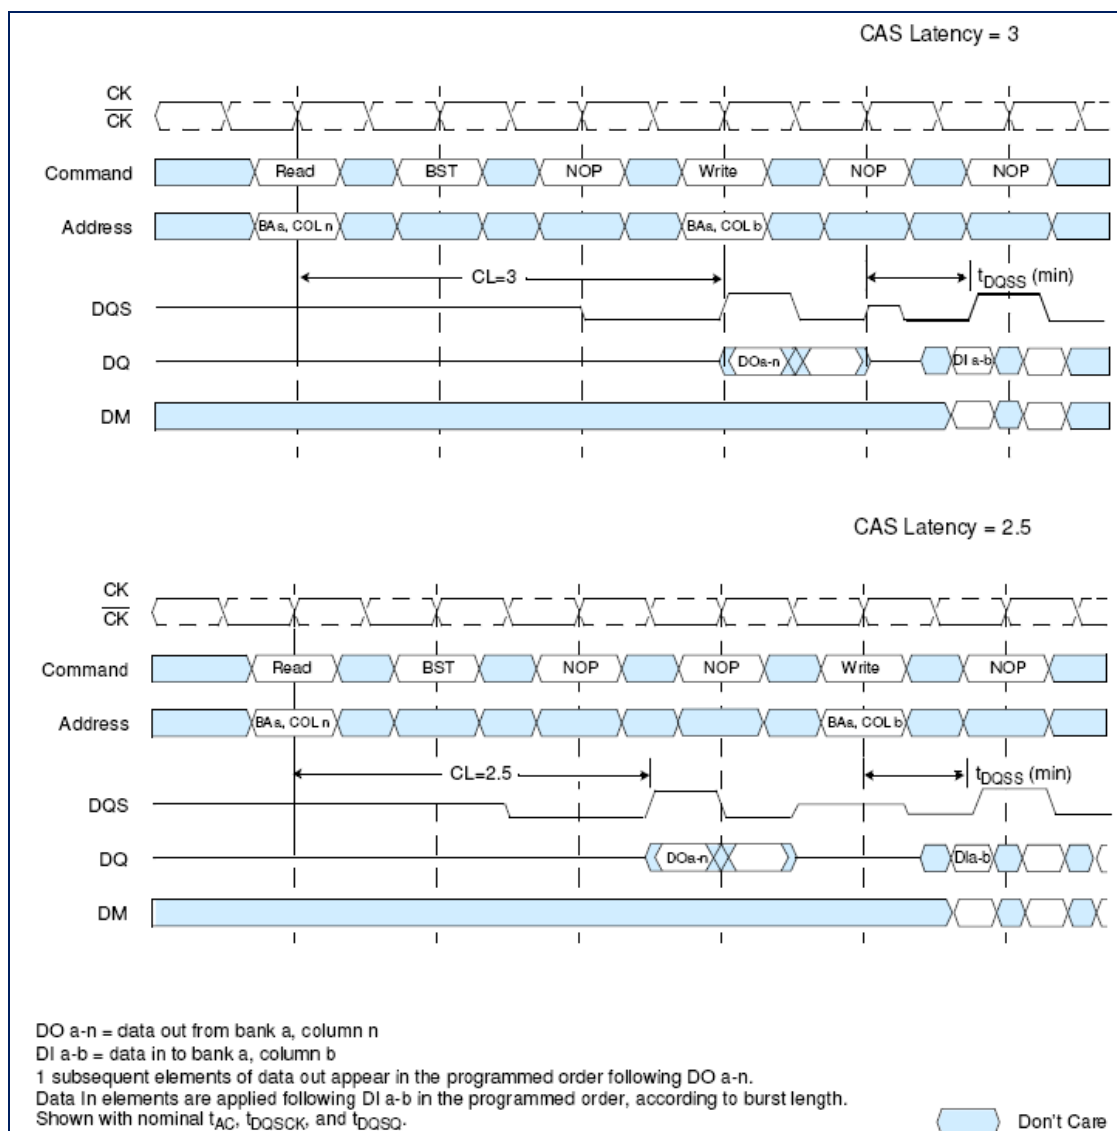 CAS Latency = 3
CK
CK
Command Read BST NOP Write NOP NOP
Address BAa, COL n BAa, COL b
CL=3 tDQSS (min)
DQS
DQ DOa-n DI a-b
DM
CAS Latency = 2.5
CK
CK
Command Read BST NOP NOP Write NOP
Address BAa, COL n BAa, COL b
CL=2.5 tDQSS (min)
DQS
DQ DOa-n DIa-b
DM
DO a-n = data out from bank a, column n
DI a-b = data in to bank a, column b
1 subsequent elements of data out appear in the programmed order following DO a-n.
Data In elements are applied following DI a-b in the programmed order, according to burst length.
Shown with nominal tAC, tDQSCK, and tDQSQ.
Don't Care